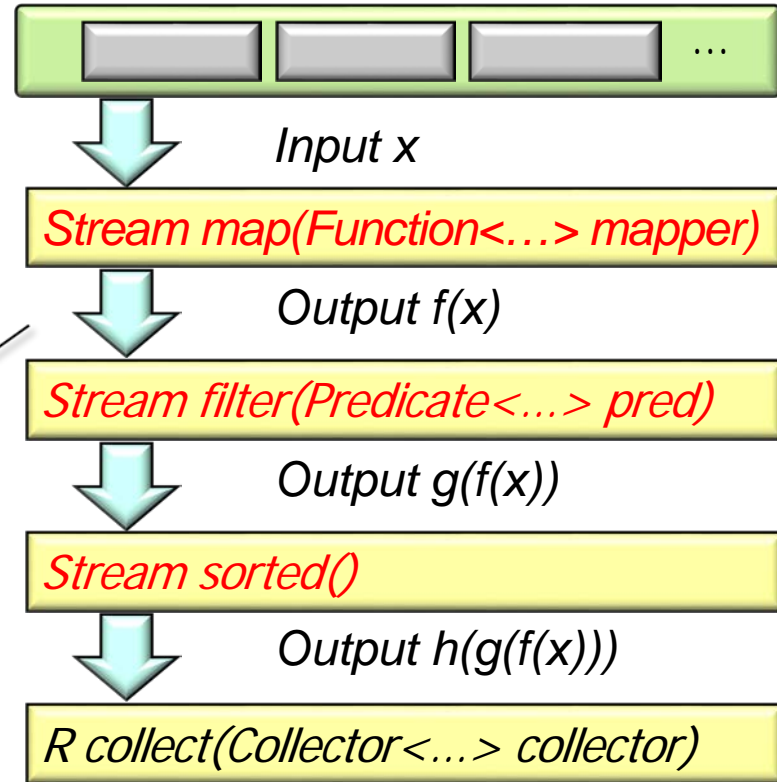 ...
Input x
Stream map(Function<...> mapper)
Output f(x)
Stream filter(Predicate<...> pred)
Output g(f(x))
Stream sorted()
Output h(g(f(x)))
R collect(Collector<...> collector)